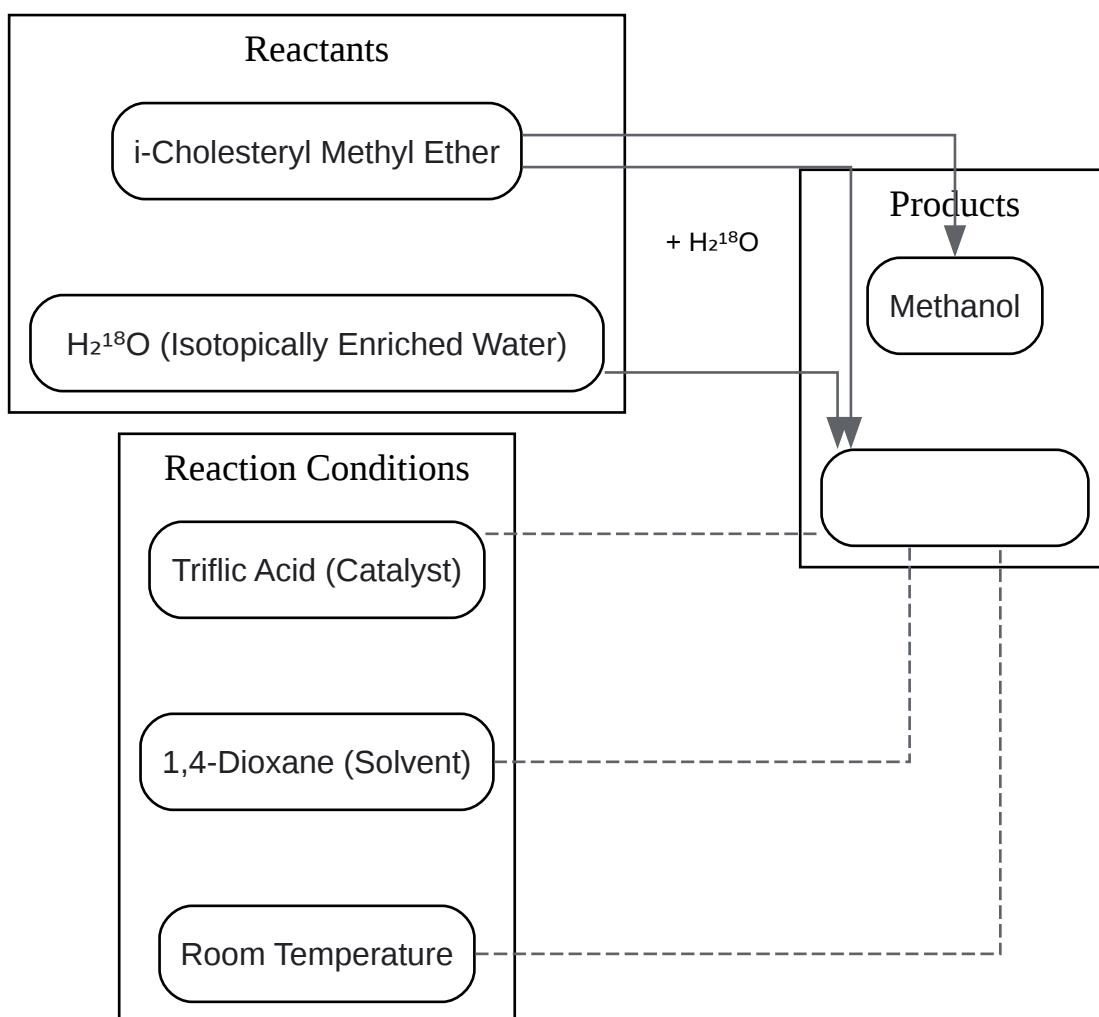 Reactants
i-Cholesteryl Methyl Ether
Products
+ H₂¹⁸O
Methanol
H₂¹⁸O (Isotopically Enriched Water)
Reaction Conditions
Triflic Acid (Catalyst)
1,4-Dioxane (Solvent)
Room Temperature